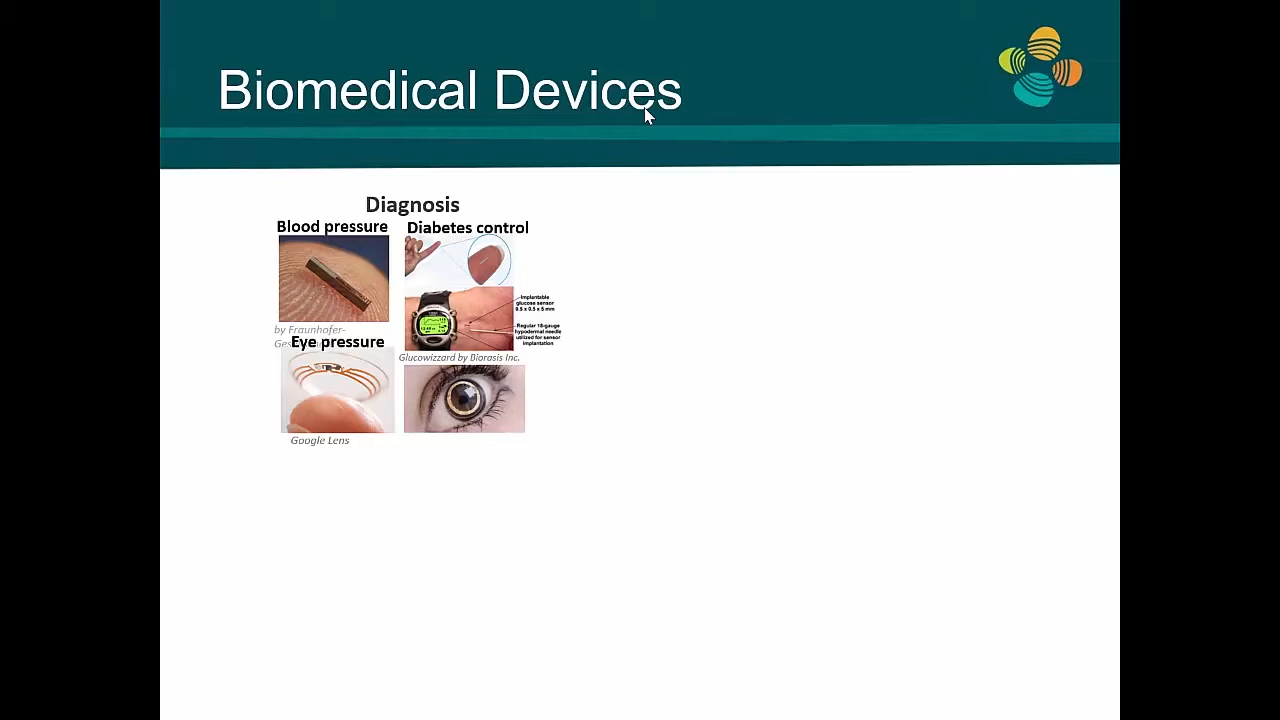 Biomedical Devices
Diagnosis
Blood pressure
Diabetes control
by Fraunhofer-
Eye pressure
Implantable
glucose sensor
0.5 x 0.5 x 5 mm
Regular 18-gauge
hypodermal needle
utilized for sensor
implantation
Glucowizzard by Biorasis Inc.
Google Lens